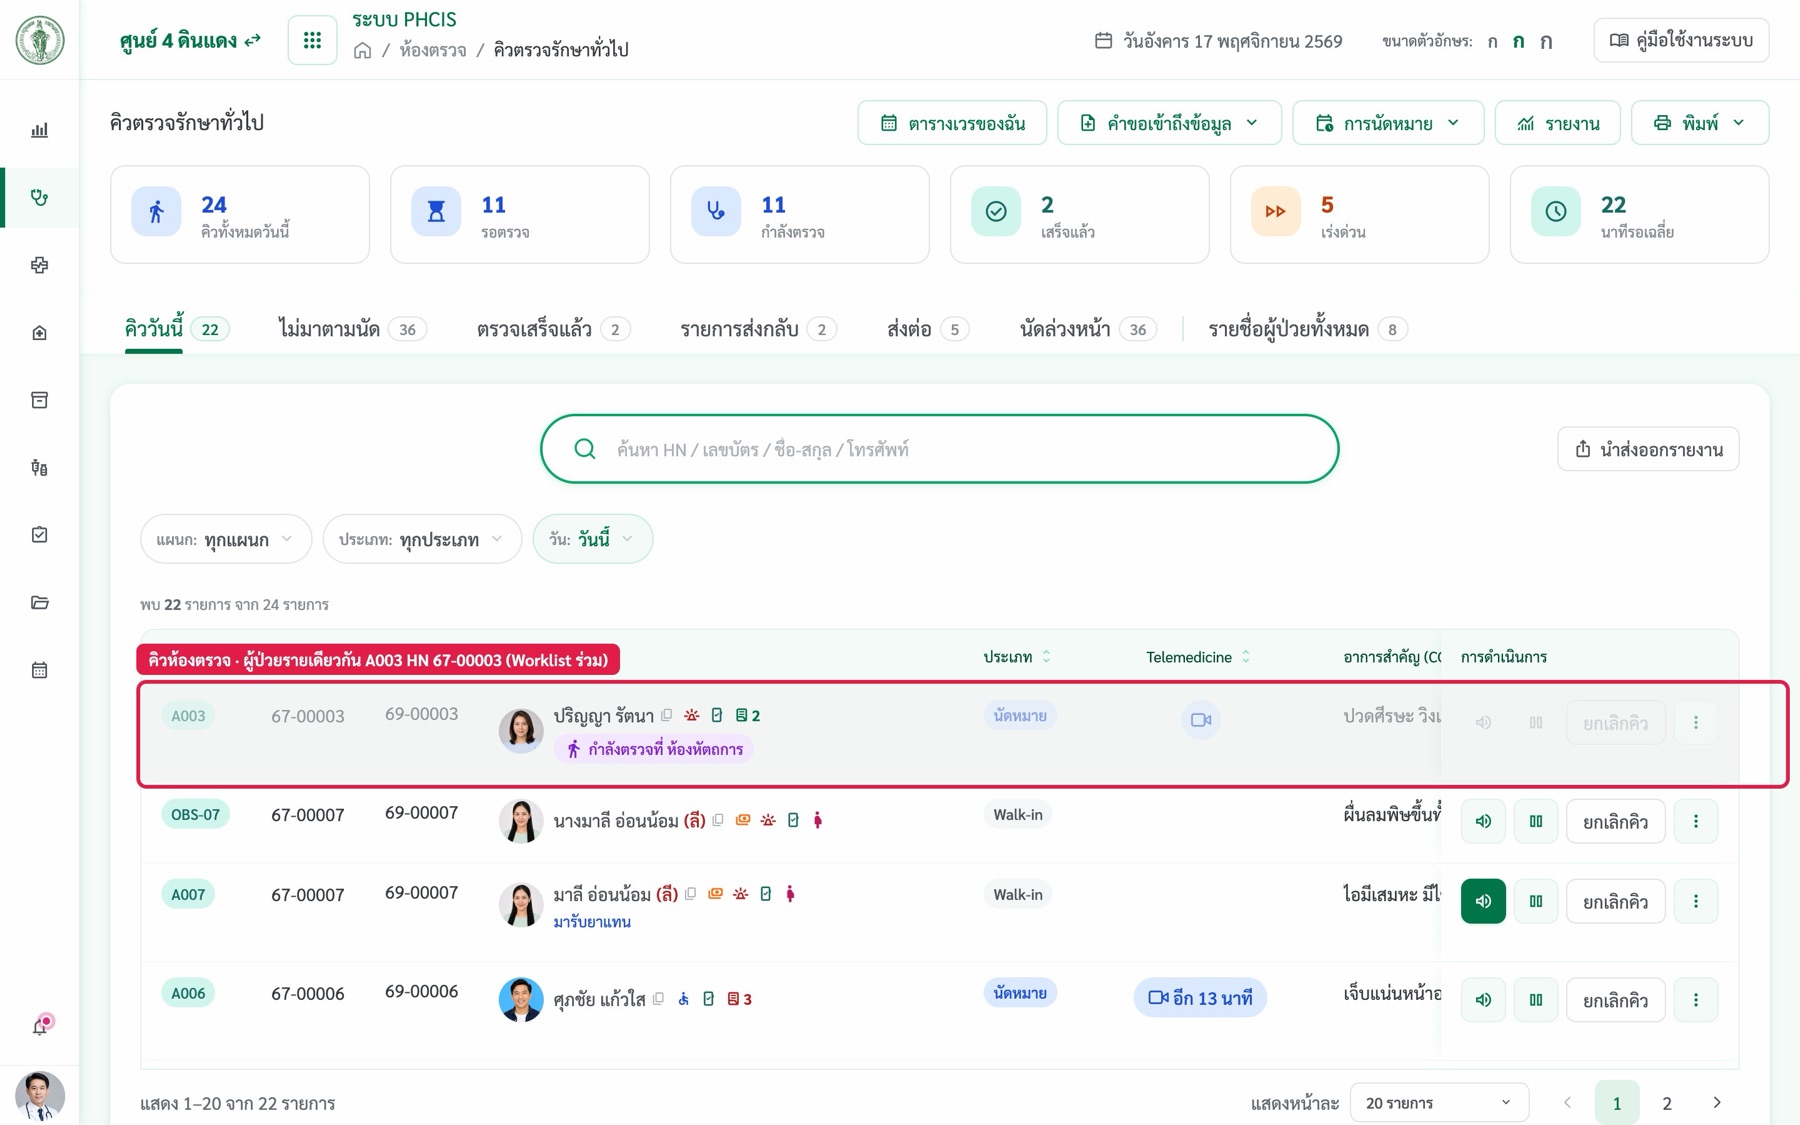 ศูนย์ 4 ดินแดง
ระบบ PHCIS
/ ห้องตรวจ / คิวตรวจรักษาทั่วไป
วันอังคาร 17 พฤศจิกายน 2569
ขนาดตัวอักษร: ก ก ก
คู่มือใช้งานระบบ
คิวตรวจรักษาทั่วไป
ตารางเวรของฉัน
คำขอเข้าถึงข้อมูล
การนัดหมาย
รายงาน
พิมพ์
24
คิวทั้งหมดวันนี้
11
รอตรวจ
11
กำลังตรวจ
2
เสร็จแล้ว
5
เร่งด่วน
22
นาทีรอเฉลี่ย
คิววันนี้ 22
ไม่มาตามนัด 36
ตรวจเสร็จแล้ว 2
รายการส่งกลับ 2
ส่งต่อ 5
นัดล่วงหน้า 36
รายชื่อผู้ป่วยทั้งหมด 8
ค้นหา HN / เลขบัตร / ชื่อ-สกุล / โทรศัพท์
นำส่งออกรายงาน
แผนก: ทุกแผนก
ประเภท: ทุกประเภท
วัน: วันนี้
พบ 22 รายการ จาก 24 รายการ
คิวห้องตรวจ · ผู้ป่วยรายเดียวกัน A003 HN 67-00003 (Worklist ร่วม)
ประเภท
Telemedicine
อาการสำคัญ (CC
การดำเนินการ
A003 67-00003 69-00003 ปริญญา รัตนา 2 นัดหมาย ปวดศีรษะ วิงเ ยกเลิกคิว
กำลังตรวจที่ ห้องหัตถการ
OBS-07 67-00007 69-00007 นางมาลี อ่อนน้อม (ลี) Walk-in ผื่นลมพิษขึ้นทั ยกเลิกคิว
A007 67-00007 69-00007 มาลี อ่อนน้อม (ลี) Walk-in ไอมีเสมหะ มีไ ยกเลิกคิว
มารับยาแทน
A006 67-00006 69-00006 ศุภชัย แก้วใส 3 นัดหมาย อีก 13 นาที เจ็บแน่นหน้าอ ยกเลิกคิว
แสดง 1–20 จาก 22 รายการ
แสดงหน้าละ 20 รายการ
1 2